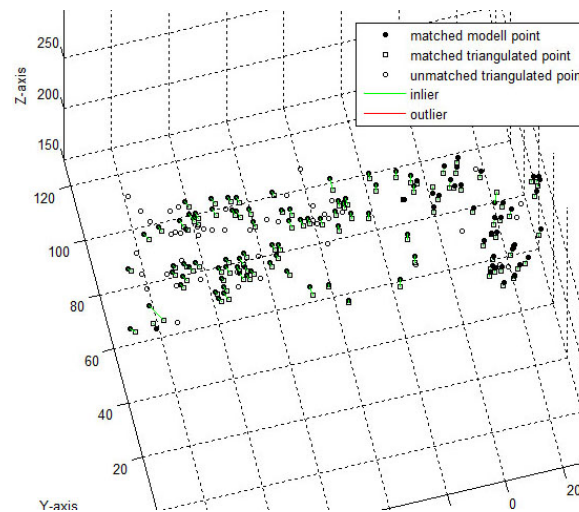 250
200
150
120
100
80
60
40
20
Z-axis
Y-axis
0
20
matched modell point
matched triangulated point
unmatched triangulated point
inlier
outlier